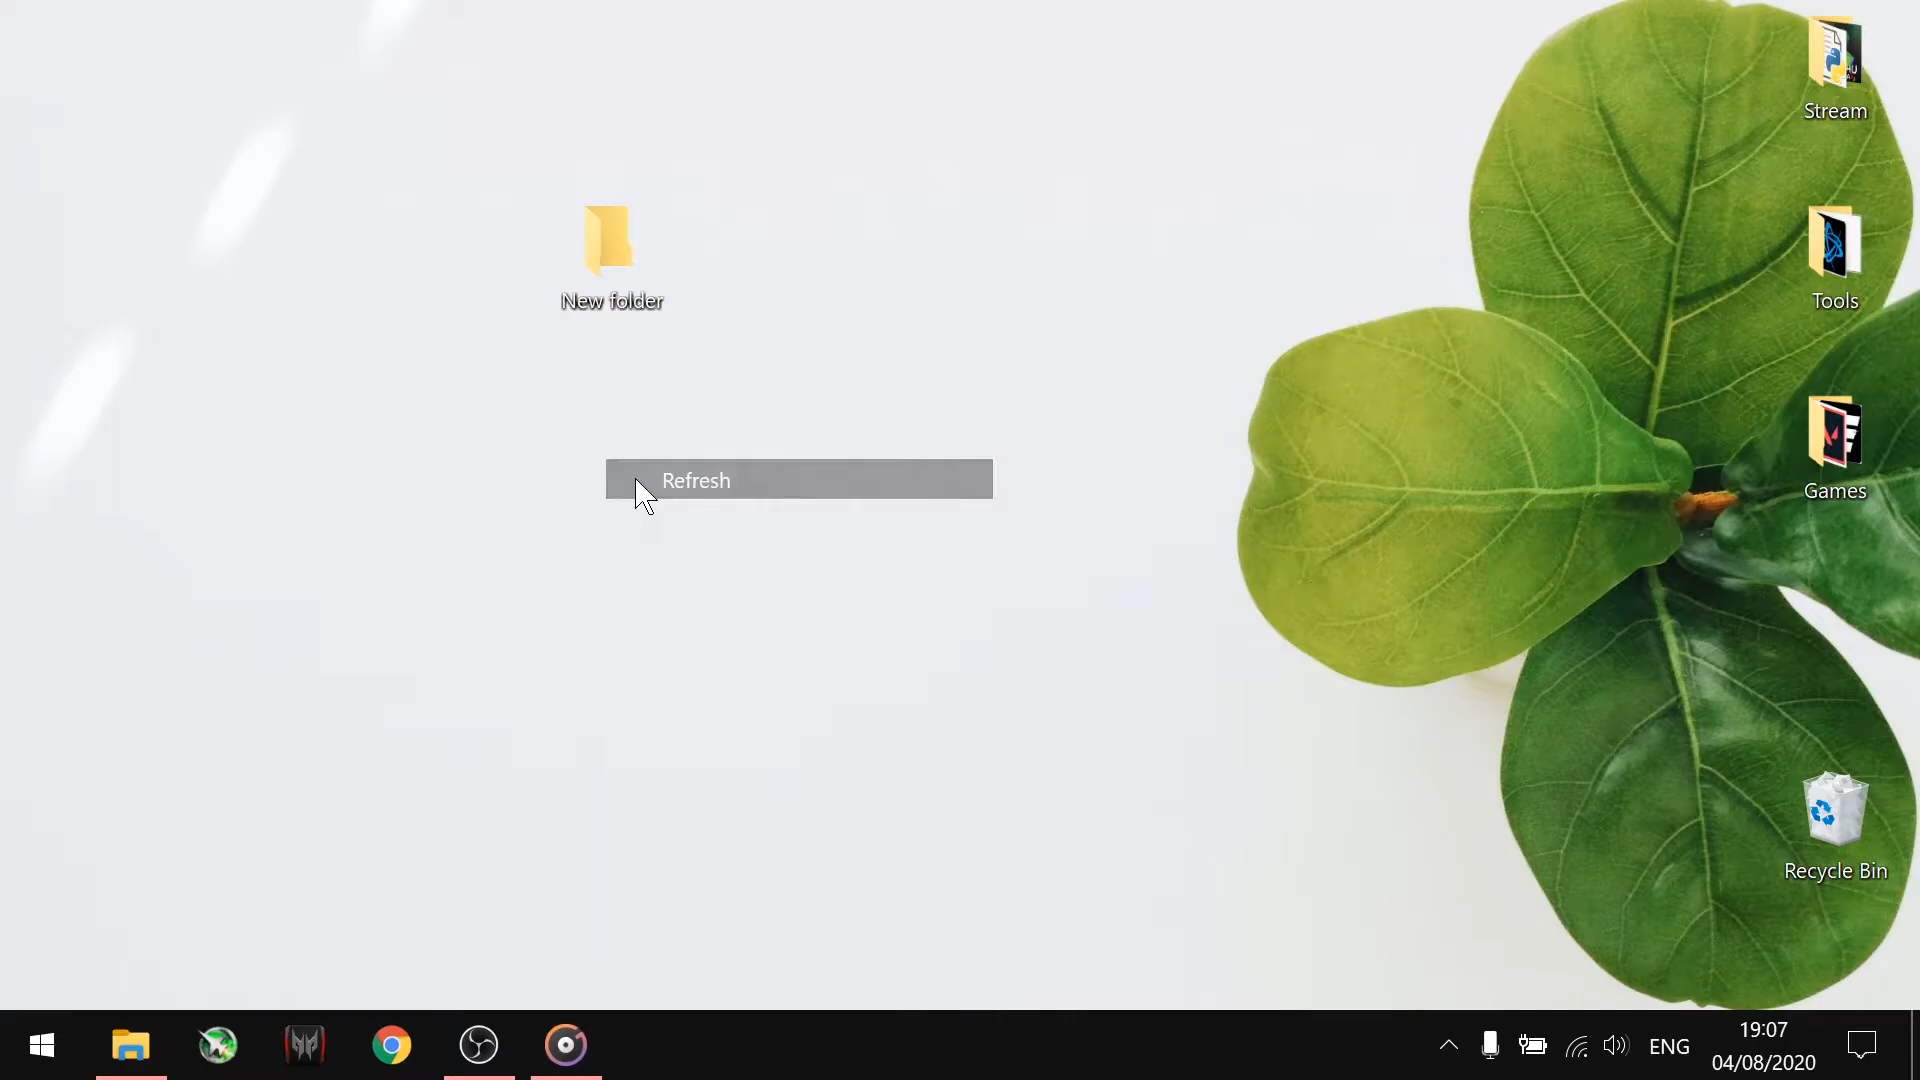 Stream
New folder
Tools
Refresh
Games
Recycle Bin
ENG
19:07
04/08/2020